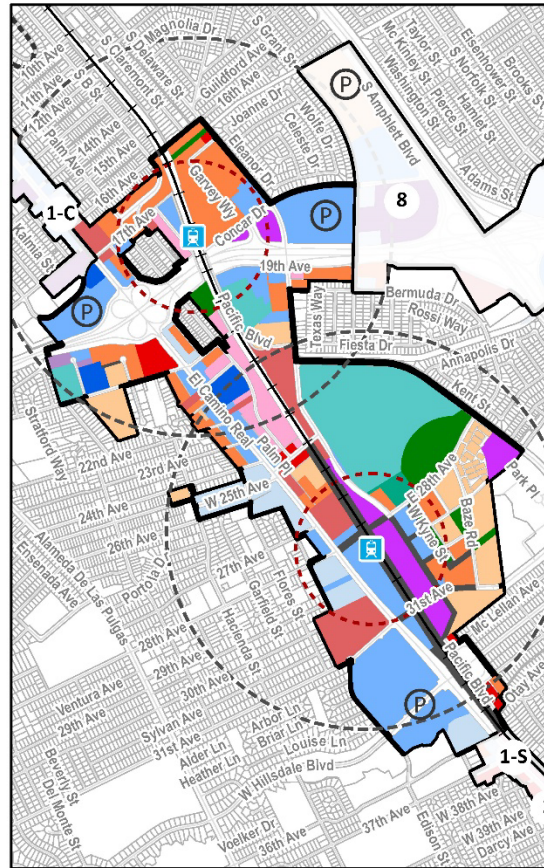 Magnolia Dr
S Grant St
10th Ave
11th Ave
12th Ave
S B St
S Claremont St
S Delaware St
Guildford Ave
16th Ave
Joanne Dr
Palm Ave
14th Ave
15th Ave
16th Ave
Eleanor Dr
Wolfe Dr
Celeste Dr
P
S Amphlett Blvd
Taylor St
Mc Kinley St
Pierce St
Washington St
Eisenhower St
S Norfolk St
Hamlet St
Brooks St
Adams St
1-C
Kalmia St
17th Ave
Garvey Wy
Concar Dr
P
8
19th Ave
P
Pacific Blvd
Texas Way
Bermuda Dr
Rossi Way
Fiesta Dr
Annapolis Dr
Kent St
Stratford Way
22nd Ave
23rd Ave
El Camino Real
Palm Pl
24th Ave
W 25th Ave
26th Ave
E 28th Ave
Baze Rd
Park Pl
W Kyne St
Alameda De Las Pulgas
Ensenada Ave
Portola Dr
27th Ave
Flores St
Garfield St
Hacienda St
31st Ave
Mc Lellan Ave
28th Ave
29th Ave
30th Ave
Pacific Blvd
Ventura Ave
29th Ave
Sylvan Ave
31st Ave
Arbor Ln
Briar Ln
Louise Ln
P
Alder Ln
Heather Ln
W Hillsdale Blvd
1-S
Beverly St
Del Monte St
Voelker Dr
36th Ave
37th Ave
Edison St
W 38th Ave
W 39th Ave
Darcy Ave